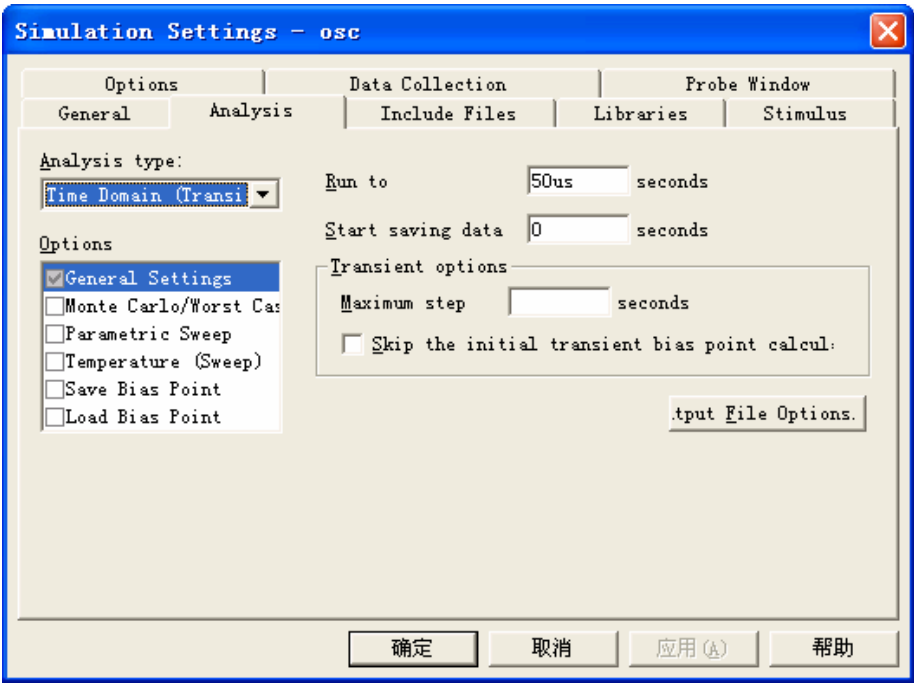 Simulation Settings - osc
Options Data Collection Probe Window
General Analysis Include Files Libraries Stimulus
Analysis type:
Time Domain (Transi
Run to 50us seconds
Start saving data 0 seconds
Options
General Settings
Monte Carlo/Worst Cas
Parametric Sweep
Temperature (Sweep)
Save Bias Point
Load Bias Point
Transient options
Maximum step seconds
Skip the initial transient bias point calcul
.tput File Options.
确定 取消 应用(A) 帮助